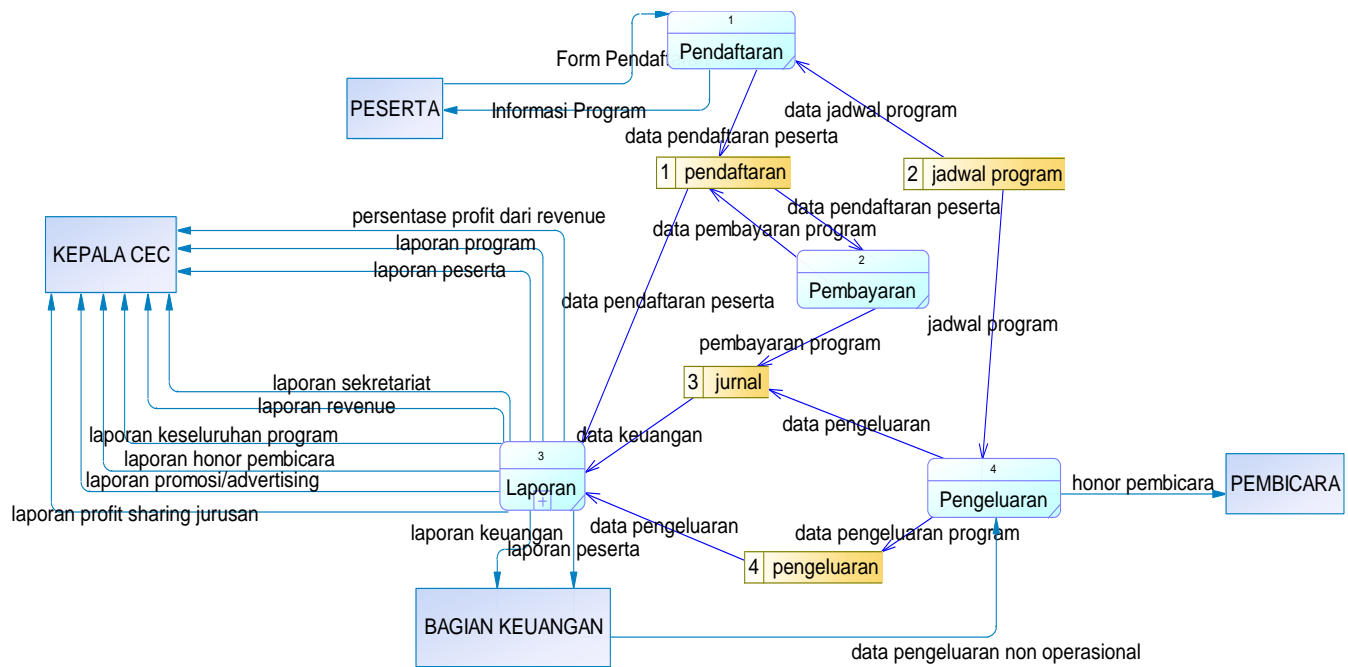 1
Pendaftaran
Form Pendaft
PESERTA
Informasi Program
data jadwal program
data pendaftaran peserta
1 pendaftaran
2 jadwal program
persentase profit dari revenue
data pendaftaran peserta
laporan program
data pembayaran program
KEPALA CEC
laporan peserta
2
Pembayaran
data pendaftaran peserta
jadwal program
pembayaran program
laporan sekretariat
3 jurnal
laporan revenue
data pengeluaran
laporan keseluruhan program
data keuangan
laporan honor pembicara
3
Laporan
4
Pengeluaran
honor pembicara
PEMBICARA
laporan promosi/advertising
laporan profit sharing jurusan
data pengeluaran
laporan keuangan
data pengeluaran program
laporan peserta
4 pengeluaran
BAGIAN KEUANGAN
data pengeluaran non operasional